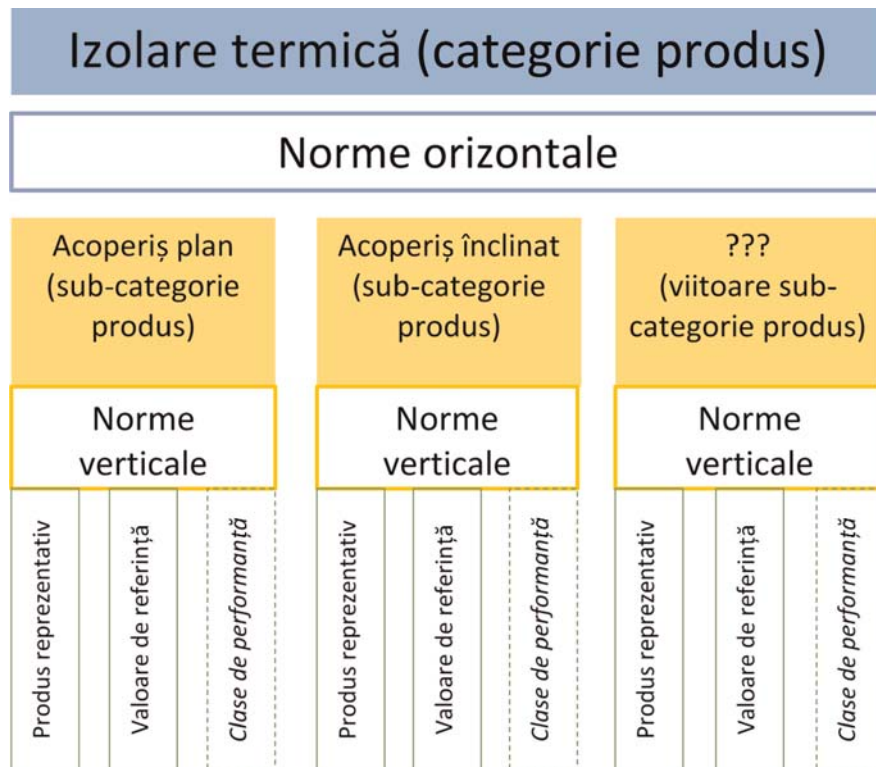 Izolare termică (categorie produs)
Norme orizontale
Acoperiș plan
(sub-categorie
produs)
Norme
verticale
Produs reprezentativ
Valoare de referință
Clase de performanță
Acoperiș înclinat
(sub-categorie
produs)
Norme
verticale
Produs reprezentativ
Valoare de referință
Clase de performanță
???
(viitoare sub-
categorie produs)
Norme
verticale
Produs reprezentativ
Valoare de referință
Clase de performanță